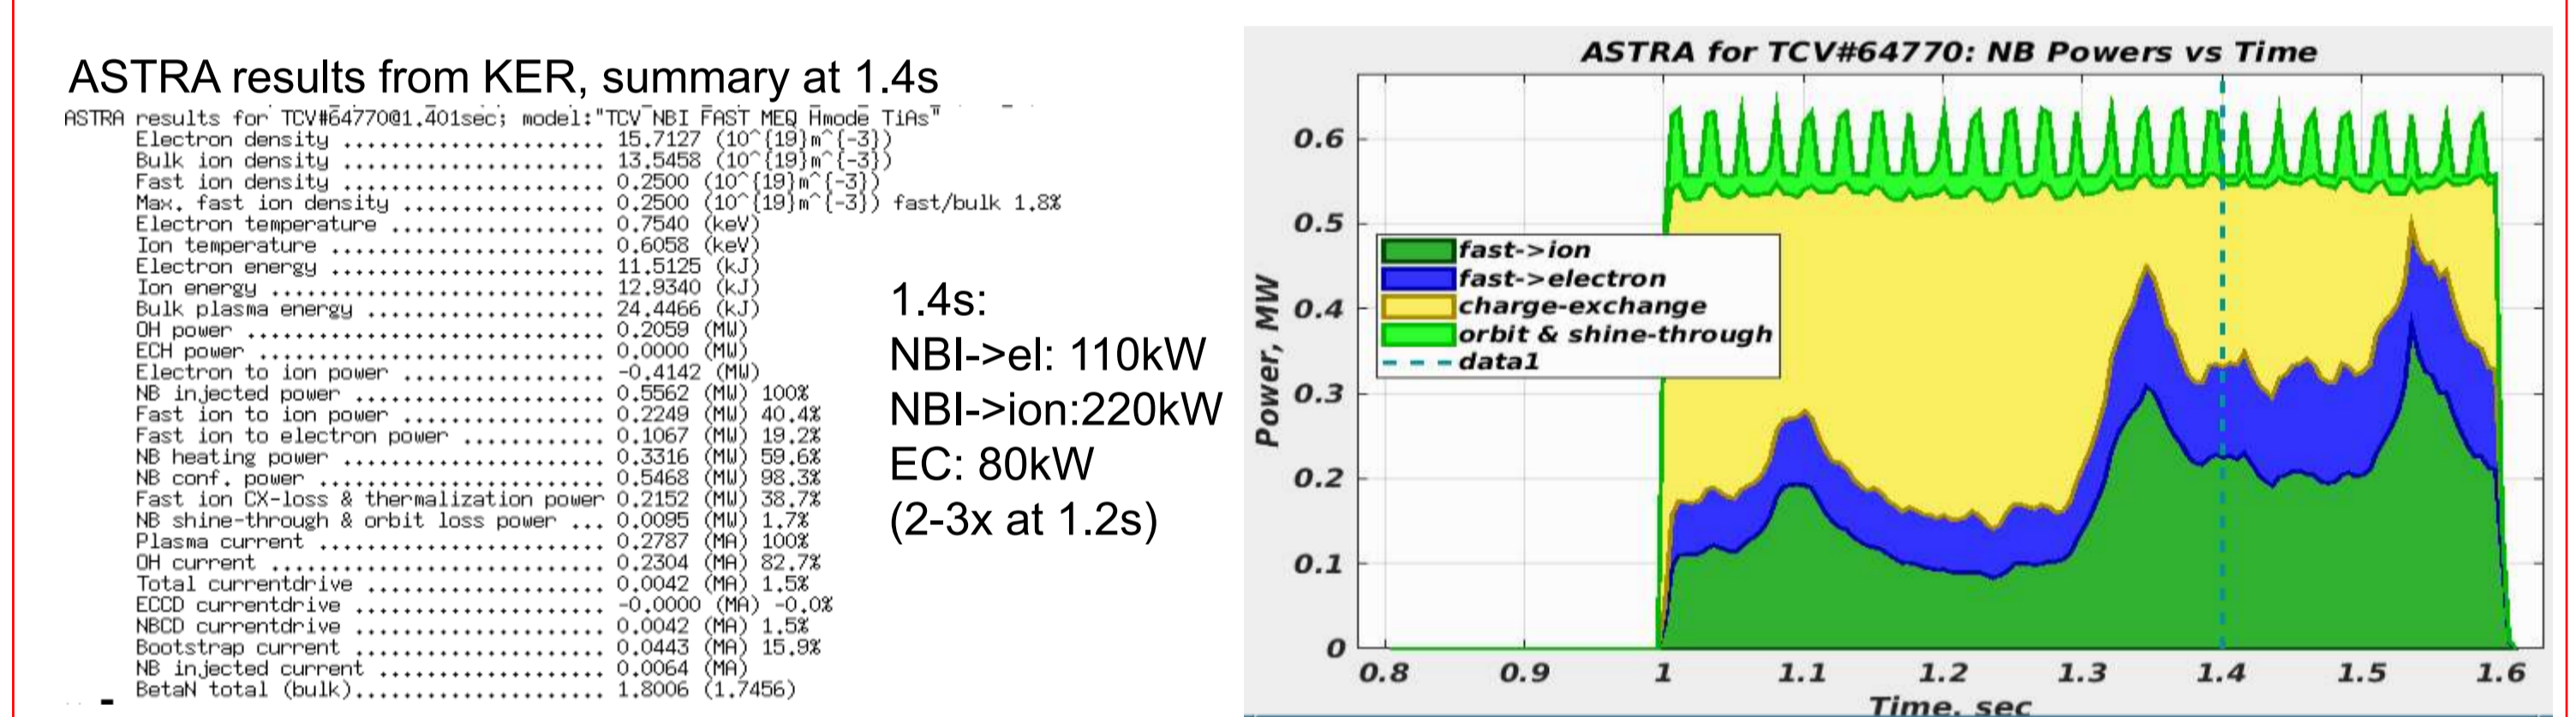 ASTRA results from KER, summary at 1.4s
ASTRA results for TCV#64770@1.401sec; model:"TCV NBI FAST MEQ Hmode TiAs"
Electron density ....................... 15.7127 (10^{19}m^{-3})
Bulk ion density ....................... 13.5458 (10^{19}m^{-3})
Fast ion density ....................... 0.2500 (10^{19}m^{-3})
Max. fast ion density .................. 0.2500 (10^{19}m^{-3}) fast/bulk 1.8%
Electron temperature ................... 0.7540 (keV)
Ion temperature ........................ 0.6058 (keV)
Electron energy ........................ 11.5125 (kJ)
Ion energy ............................. 12.9340 (kJ)
Bulk plasma energy ..................... 24.4466 (kJ)
OH power ............................... 0.2059 (MW)
ECH power .............................. 0.0000 (MW)
Electron to ion power .................. -0.4142 (MW)
NB injected power ...................... 0.5562 (MW) 100%
Fast ion to ion power .................. 0.2249 (MW) 40.4%
Fast ion to electron power ............. 0.1067 (MW) 19.2%
NB heating power ....................... 0.3316 (MW) 59.6%
NB conf. power ......................... 0.5468 (MW) 98.3%
Fast ion CX-loss & thermalization power 0.2152 (MW) 38.7%
NB shine-through & orbit loss power ... 0.0095 (MW) 1.7%
Plasma current ......................... 0.2787 (MA) 100%
OH current ............................. 0.2304 (MA) 82.7%
Total currentdrive ..................... 0.0042 (MA) 1.5%
ECCD currentdrive ...................... -0.0000 (MA) -0.0%
NBCD currentdrive ...................... 0.0042 (MA) 1.5%
Bootstrap current ...................... 0.0443 (MA) 15.9%
NB injected current .................... 0.0064 (MA)
BetaN total (bulk)...................... 1.8006 (1.7456)
1.4s:
NBI->el: 110kW
NBI->ion:220kW
EC: 80kW
(2-3x at 1.2s)
ASTRA for TCV#64770: NB Powers vs Time
Power, MW
0.6
0.5
0.4
0.3
0.2
0.1
0
fast->ion
fast->electron
charge-exchange
orbit & shine-through
data1
0.8 0.9 1 1.1 1.2 1.3 1.4 1.5 1.6
Time, sec